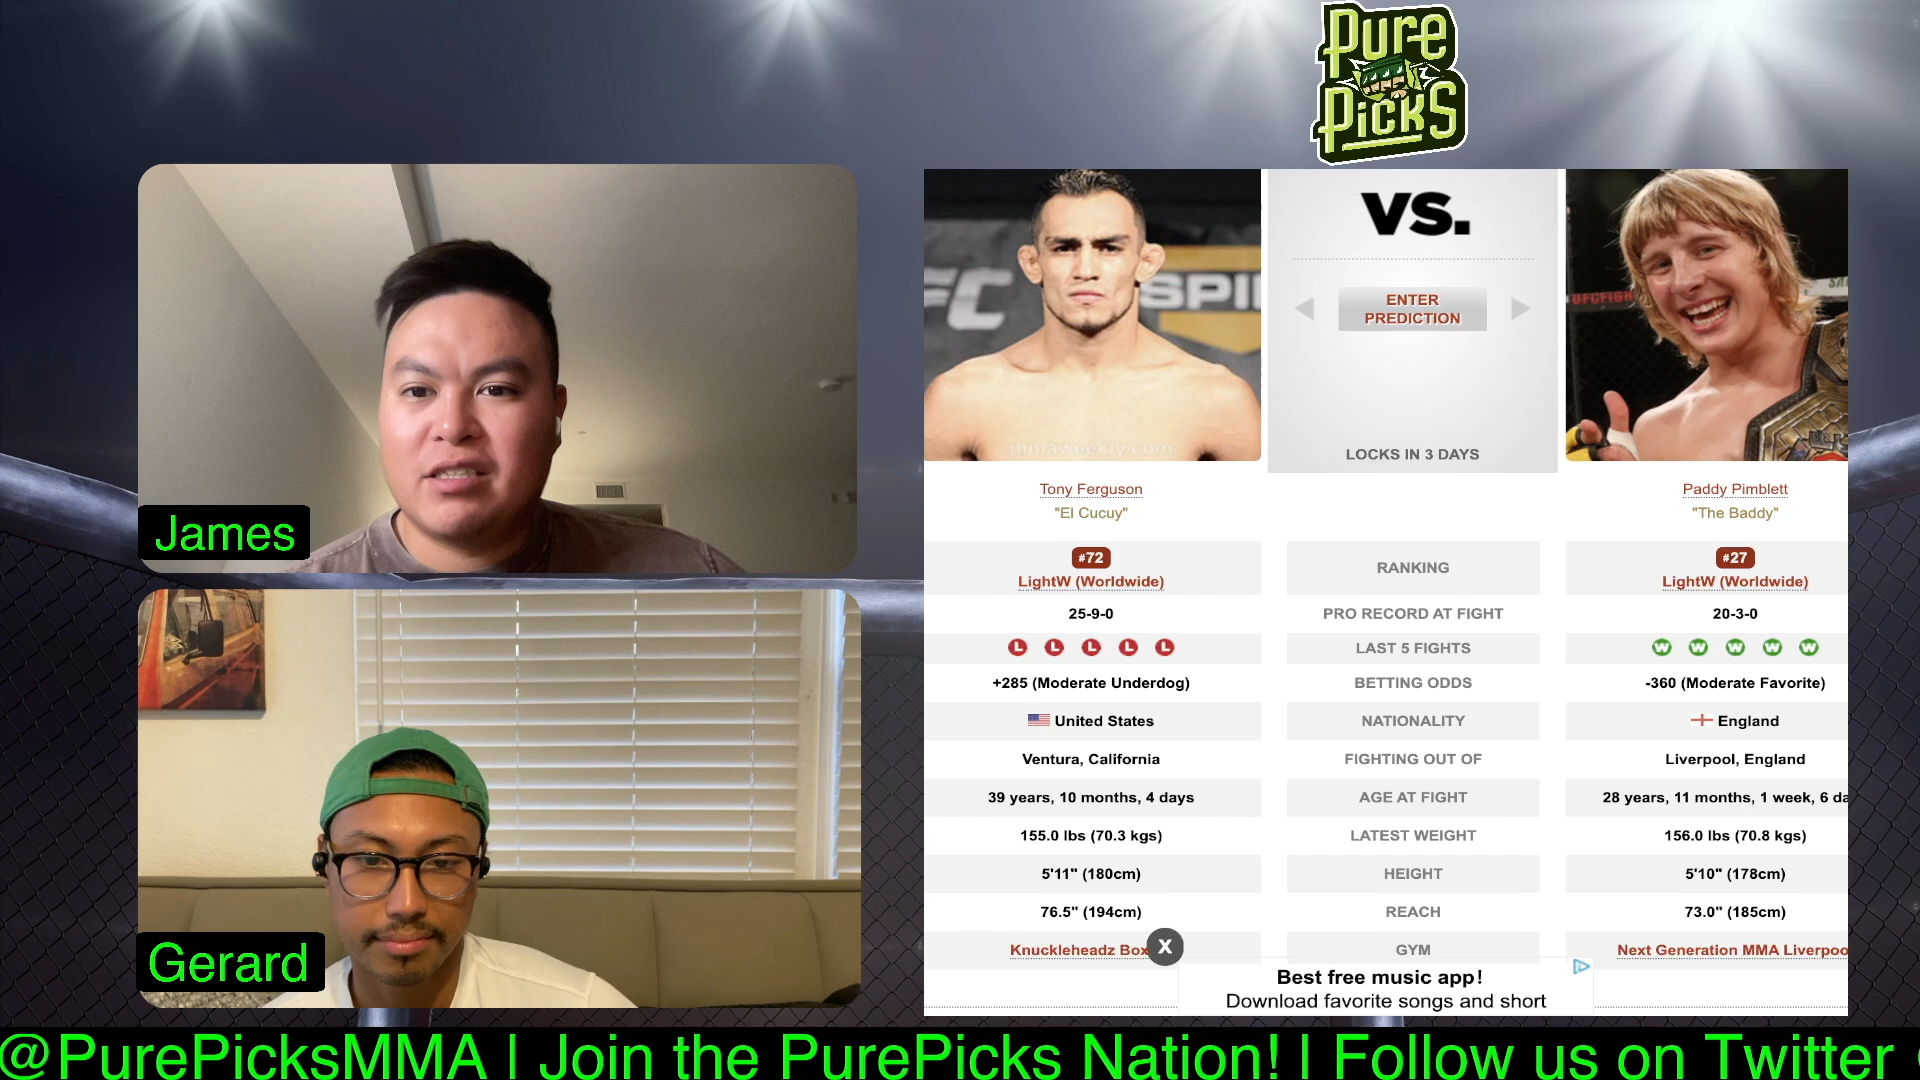 Pure
Picks
James
Gerard
FC
SPI
mmaweekly.com
VS.
ENTER
PREDICTION
LOCKS IN 3 DAYS
UFCFIGH
Tony Ferguson
"El Cucuy"
Paddy Pimblett
"The Baddy"
#72
LightW (Worldwide)
RANKING
#27
LightW (Worldwide)
25-9-0
PRO RECORD AT FIGHT
20-3-0
L L L L L
LAST 5 FIGHTS
W W W W W
+285 (Moderate Underdog)
BETTING ODDS
-360 (Moderate Favorite)
United States
NATIONALITY
England
Ventura, California
FIGHTING OUT OF
Liverpool, England
39 years, 10 months, 4 days
AGE AT FIGHT
28 years, 11 months, 1 week, 6 da
155.0 lbs (70.3 kgs)
LATEST WEIGHT
156.0 lbs (70.8 kgs)
5'11" (180cm)
HEIGHT
5'10" (178cm)
76.5" (194cm)
REACH
73.0" (185cm)
Knuckleheadz Box
X
GYM
Next Generation MMA Liverpoo
Best free music app!
Download favorite songs and short
@PurePicksMMA | Join the PurePicks Nation! | Follow us on Twitter